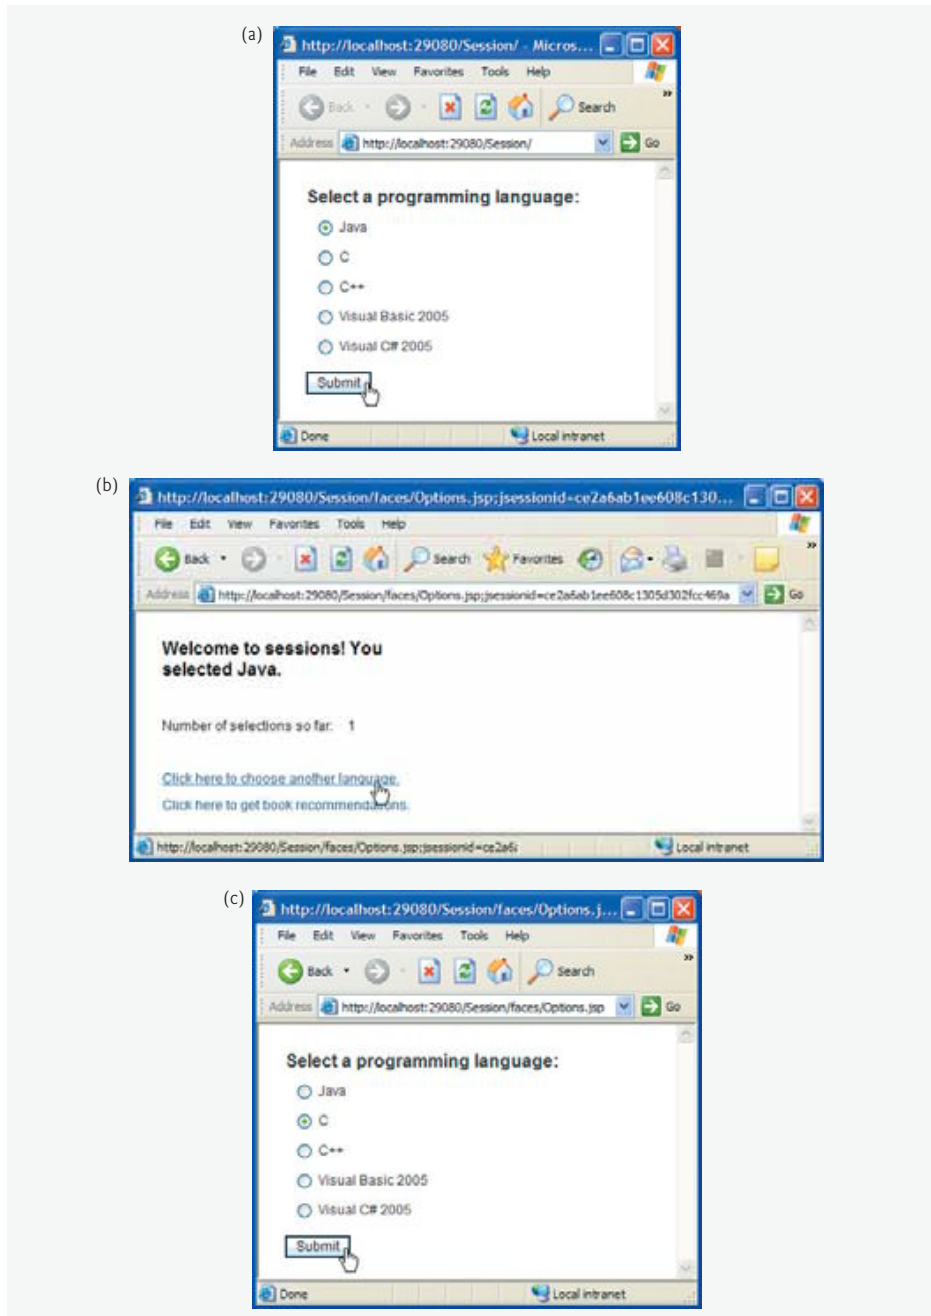 (a)
http://localhost:29080/Session/ - Micros...
File Edit View Favorites Tools Help
Back Search »
Address http://localhost:29080/Session/ Go
Select a programming language:
Java
C
C++
Visual Basic 2005
Visual C# 2005
Submit
Done Local intranet
(b)
http://localhost:29080/Session/faces/Options.jsp;jsessionid=ce2a6ab1ee608c130...
File Edit View Favorites Tools Help
Back Search Favorites »
Address http://localhost:29080/Session/faces/Options.jsp;jsessionid=ce2a6ab1ee608c1305d302fcc469a Go
Welcome to sessions! You
selected Java.
Number of selections so far: 1
Click here to choose another language.
Click here to get book recommendations.
http://localhost:29080/Session/faces/Options.jsp;jsessionid=ce2a6 Local intranet
(c)
http://localhost:29080/Session/faces/Options.j...
File Edit View Favorites Tools Help
Back Search »
Address http://localhost:29080/Session/faces/Options.jsp Go
Select a programming language:
Java
C
C++
Visual Basic 2005
Visual C# 2005
Submit
Done Local intranet